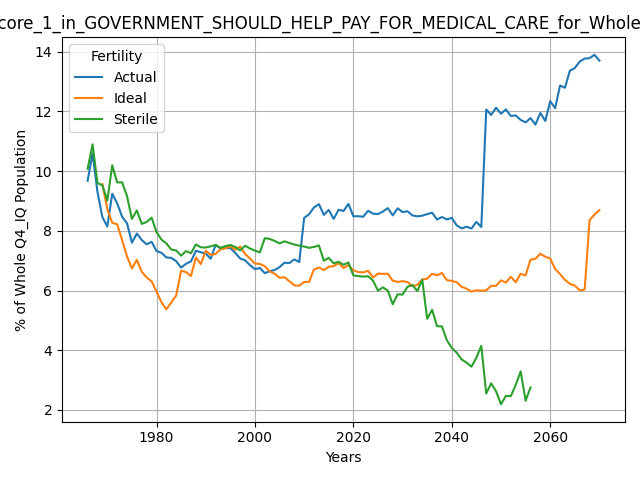 core_1_in_GOVERNMENT_SHOULD_HELP_PAY_FOR_MEDICAL_CARE_for_Whole
Fertility
Actual
Ideal
Sterile
% of Whole Q4_IQ Population
14
12
10
8
6
4
2
1980
2000
2020
2040
2060
Years